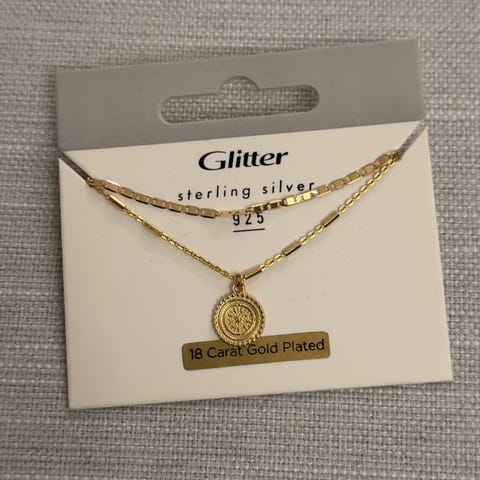 Glitter
sterling silver
925
18 Carat Gold Plated